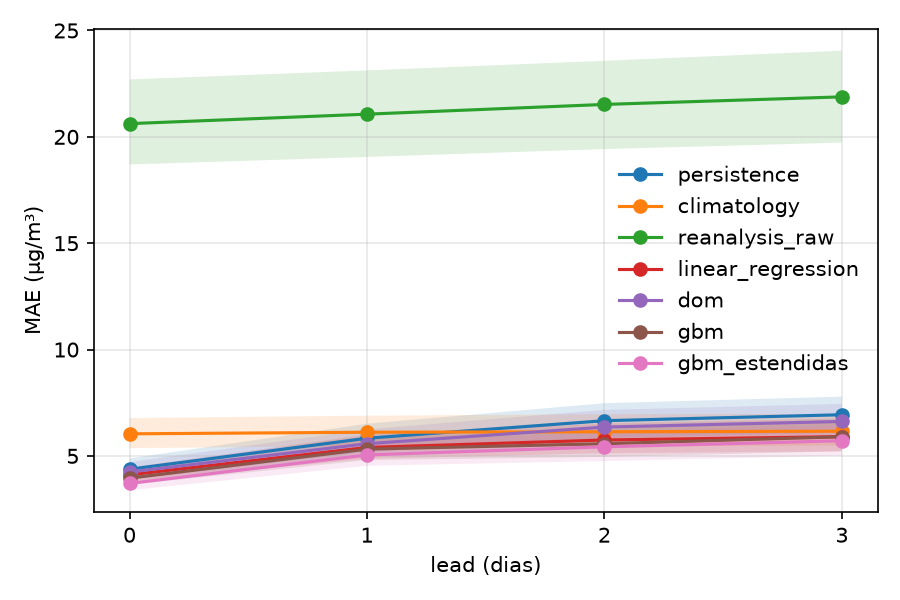 25
20
15
10
5
MAE (µg/m³)
persistence
climatology
reanalysis_raw
linear_regression
dom
gbm
gbm_estendidas
0 1 2 3
lead (dias)